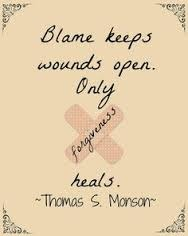 Blame keeps
wounds open.
Only
forgiveness
heals.
~Thomas S. Monson~